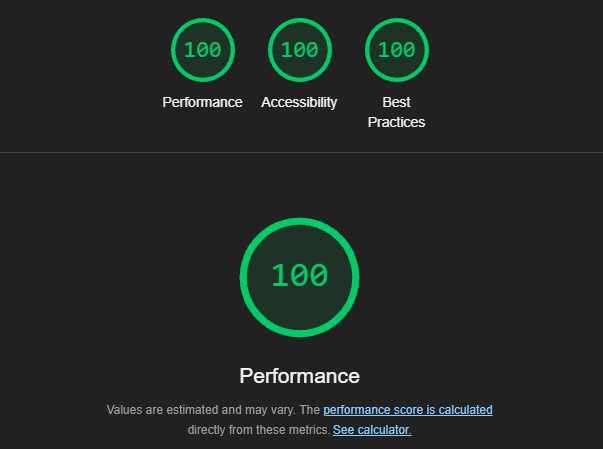 100 100 100
Performance Accessibility Best
Practices
100
Performance
Values are estimated and may vary. The performance score is calculated
directly from these metrics. See calculator.